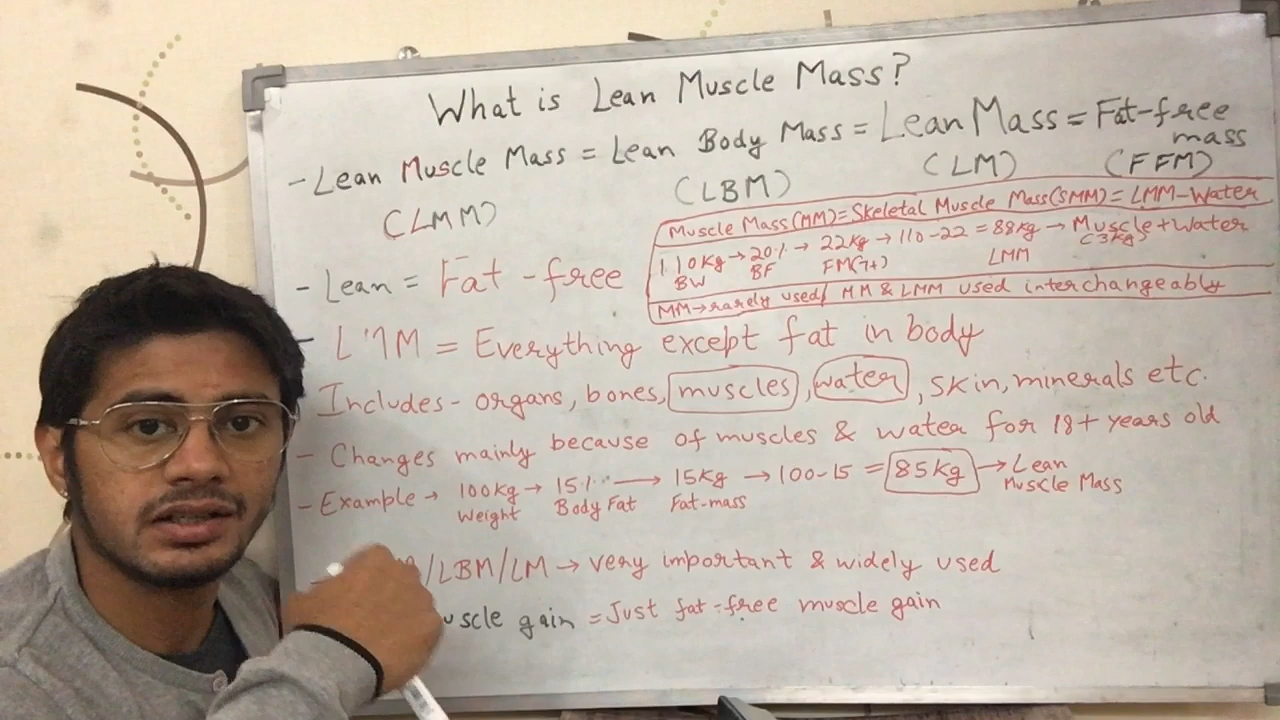 What is Lean Muscle Mass?
- Lean Muscle Mass = Lean Body Mass = Lean Mass = Fat-free mass
(LMM) (LBM) (LM) (FFM)
Muscle Mass(MM)=Skeletal Muscle Mass(SMM)=LMM-Water
110Kg → 20% → 22Kg → 110-22 = 88Kg → Muscle+Water
BW BF FM(7+) LMM (3Kg)
MM→rarely used/ MM & LMM used interchangeably
- Lean = Fat-free
- LMM = Everything except fat in body
Includes- organs, bones, muscles, water, skin, minerals etc.
- Changes mainly because of muscles & water for 18+ years old
- Example → 100Kg → 15% → 15Kg → 100-15 = 85Kg → Lean Muscle Mass
Weight Body Fat Fat-mass
/LBM/LM → very important & widely used
uscle gain = Just fat-free muscle gain